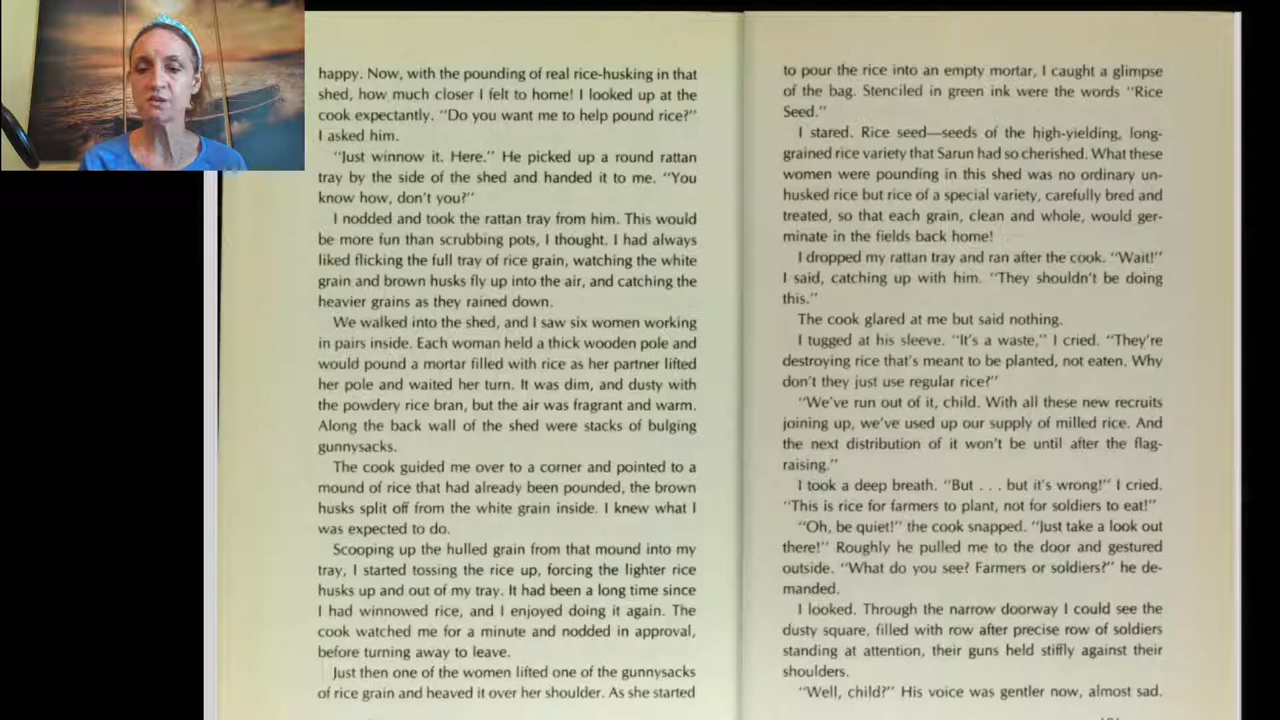 happy. Now, with the pounding of real rice-husking in that
shed, how much closer I felt to home! I looked up at the
cook expectantly. “Do you want me to help pound rice?”
I asked him.
“Just winnow it. Here.” He picked up a round rattan
tray by the side of the shed and handed it to me. “You
know how, don’t you?”
I nodded and took the rattan tray from him. This would
be more fun than scrubbing pots, I thought. I had always
liked flicking the full tray of rice grain, watching the white
grain and brown husks fly up into the air, and catching the
heavier grains as they rained down.
We walked into the shed, and I saw six women working
in pairs inside. Each woman held a thick wooden pole and
would pound a mortar filled with rice as her partner lifted
her pole and waited her turn. It was dim, and dusty with
the powdery rice bran, but the air was fragrant and warm.
Along the back wall of the shed were stacks of bulging
gunnysacks.
The cook guided me over to a corner and pointed to a
mound of rice that had already been pounded, the brown
husks split off from the white grain inside. I knew what I
was expected to do.
Scooping up the hulled grain from that mound into my
tray, I started tossing the rice up, forcing the lighter rice
husks up and out of my tray. It had been a long time since
I had winnowed rice, and I enjoyed doing it again. The
cook watched me for a minute and nodded in approval,
before turning away to leave.
Just then one of the women lifted one of the gunnysacks
of rice grain and heaved it over her shoulder. As she started
to pour the rice into an empty mortar, I caught a glimpse
of the bag. Stenciled in green ink were the words “Rice
Seed.”
I stared. Rice seed—seeds of the high-yielding, long-
grained rice variety that Sarun had so cherished. What these
women were pounding in this shed was no ordinary un-
husked rice but rice of a special variety, carefully bred and
treated, so that each grain, clean and whole, would ger-
minate in the fields back home!
I dropped my rattan tray and ran after the cook. “Wait!”
I said, catching up with him. “They shouldn’t be doing
this.”
The cook glared at me but said nothing.
I tugged at his sleeve. “It’s a waste,” I cried. “They’re
destroying rice that’s meant to be planted, not eaten. Why
don’t they just use regular rice?”
“We’ve run out of it, child. With all these new recruits
joining up, we’ve used up our supply of milled rice. And
the next distribution of it won’t be until after the flag-
raising.”
I took a deep breath. “But . . . but it’s wrong!” I cried.
“This is rice for farmers to plant, not for soldiers to eat!”
“Oh, be quiet!” the cook snapped. “Just take a look out
there!” Roughly he pulled me to the door and gestured
outside. “What do you see? Farmers or soldiers?” he de-
manded.
I looked. Through the narrow doorway I could see the
dusty square, filled with row after precise row of soldiers
standing at attention, their guns held stiffly against their
shoulders.
“Well, child?” His voice was gentler now, almost sad.